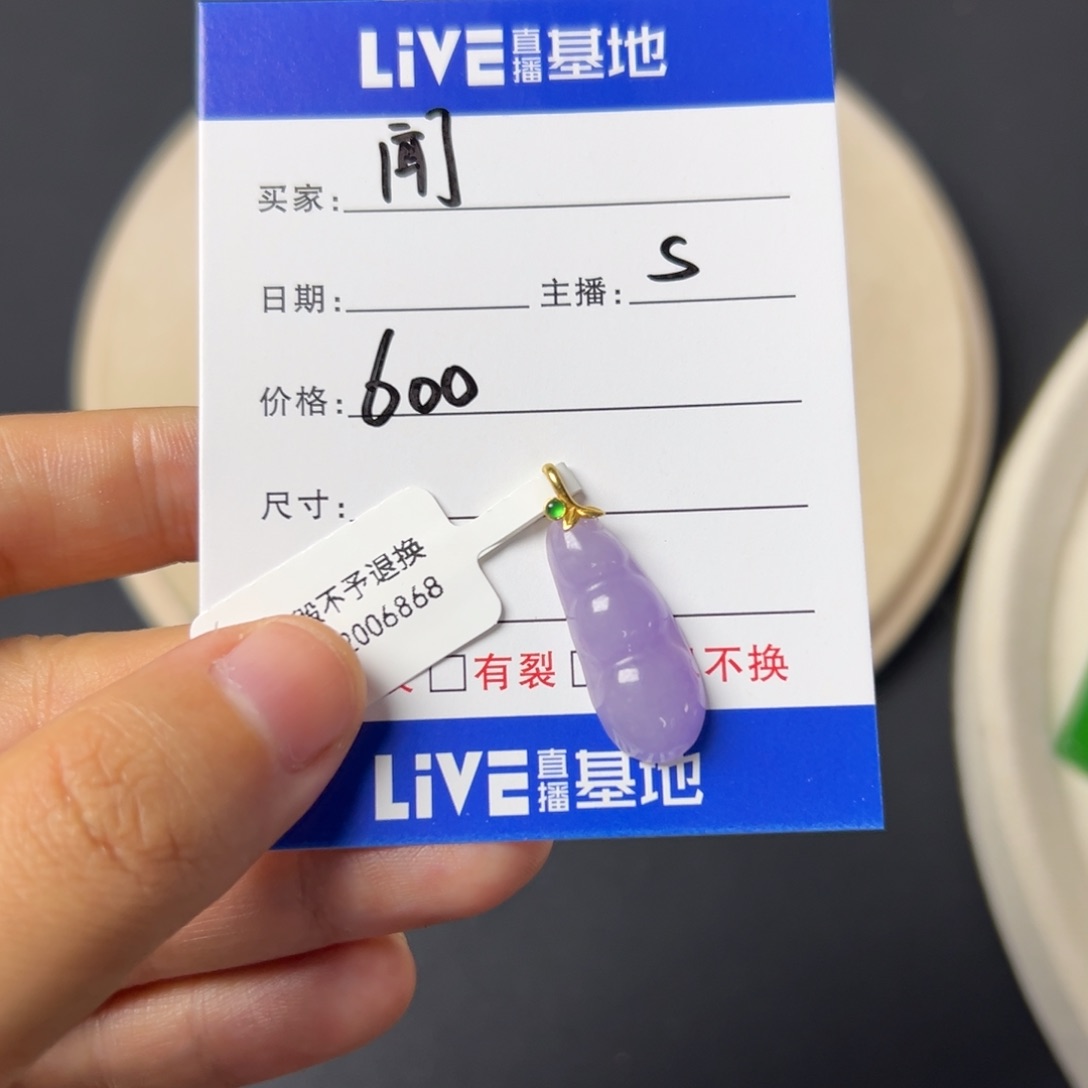 LiVE直播基地
买家: 闻
日期: 主播: S
价格: 600
尺寸:
不予退换
2006868
□有裂 □ 不换
LiVE直播基地